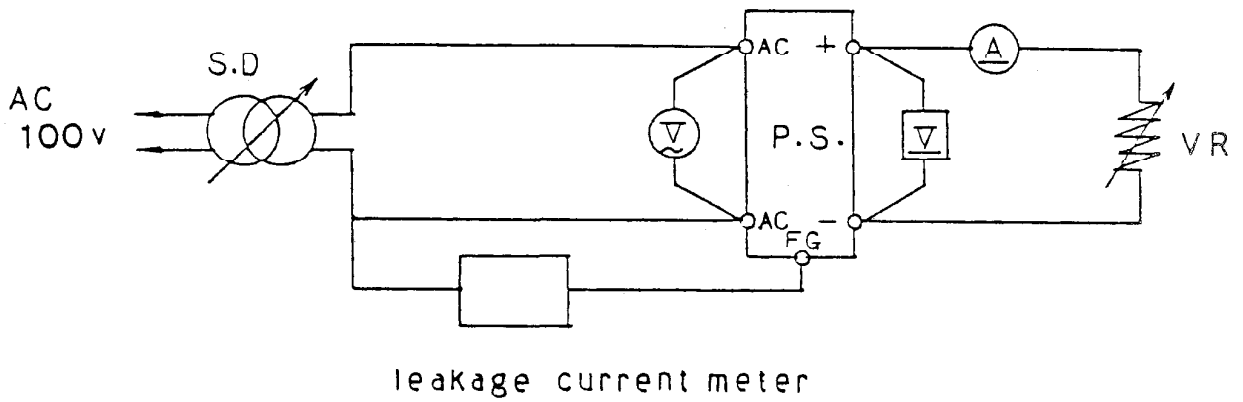 S.D
AC
100v
AC +
A
V
P.S.
V
VR
AC -
FG
leakage current meter